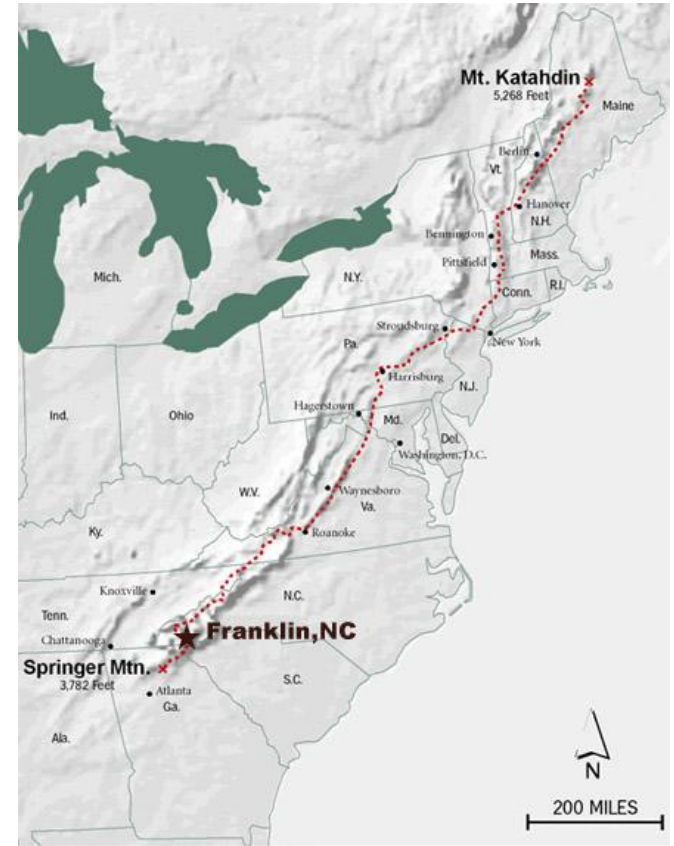 Mt. Katahdin
5,268 Feet
Maine
Berlin
Vt.
Hanover
N.H.
Bennington
Mass.
Pittsfield
Mich.
N.Y.
Conn.
R.I.
Stroudsburg
New York
Pa.
Harrisburg
N.J.
Hagerstown
Ind.
Ohio
Md.
Del.
Washington, D.C.
W.V.
Waynesboro
Va.
Ky.
Roanoke
Knoxville
N.C.
Tenn.
Franklin,NC
Chattanooga
Springer Mtn.
3,782 Feet
S.C.
Atlanta
Ga.
Ala.
N
200 MILES